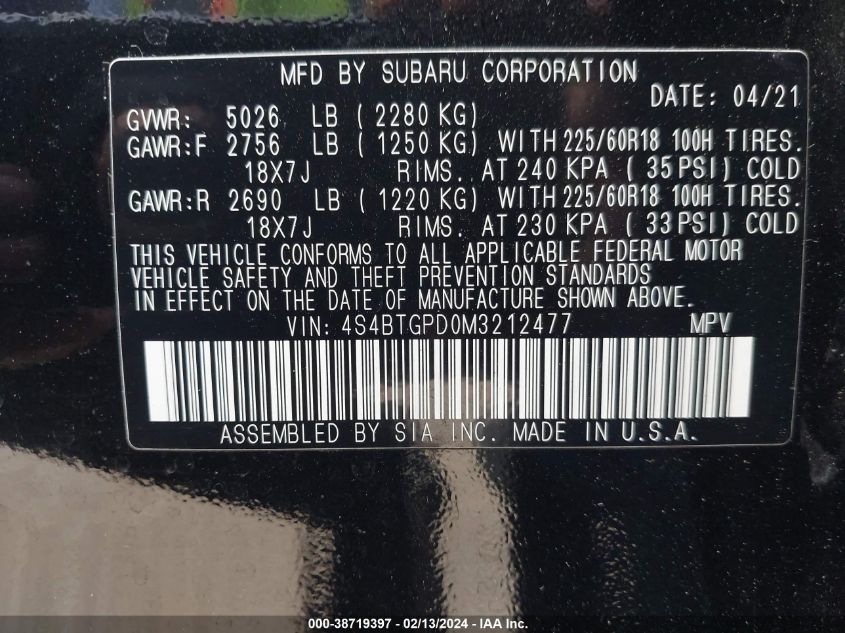 MFD BY SUBARU CORPORATION
DATE: 04/21
GVWR: 5026 LB ( 2280 KG)
GAWR:F 2756 LB ( 1250 KG) WITH 225/60R18 100H TIRES.
18X7J RIMS. AT 240 KPA ( 35 PSI) COLD
GAWR:R 2690 LB ( 1220 KG) WITH 225/60R18 100H TIRES.
18X7J RIMS. AT 230 KPA ( 33 PSI) COLD
THIS VEHICLE CONFORMS TO ALL APPLICABLE FEDERAL MOTOR
VEHICLE SAFETY AND THEFT PREVENTION STANDARDS
IN EFFECT ON THE DATE OF MANUFACTURE SHOWN ABOVE.
VIN: 4S4BTGPD0M3212477 MPV
ASSEMBLED BY SIA INC. MADE IN U.S.A.
000-38719397 - 02/13/2024 - IAA Inc.